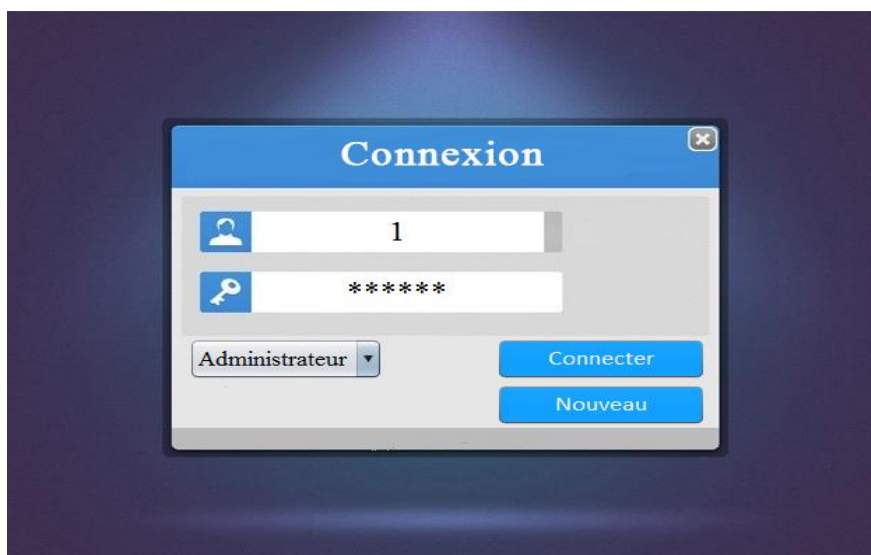 Connexion
1
******
Administrateur
Connecter
Nouveau